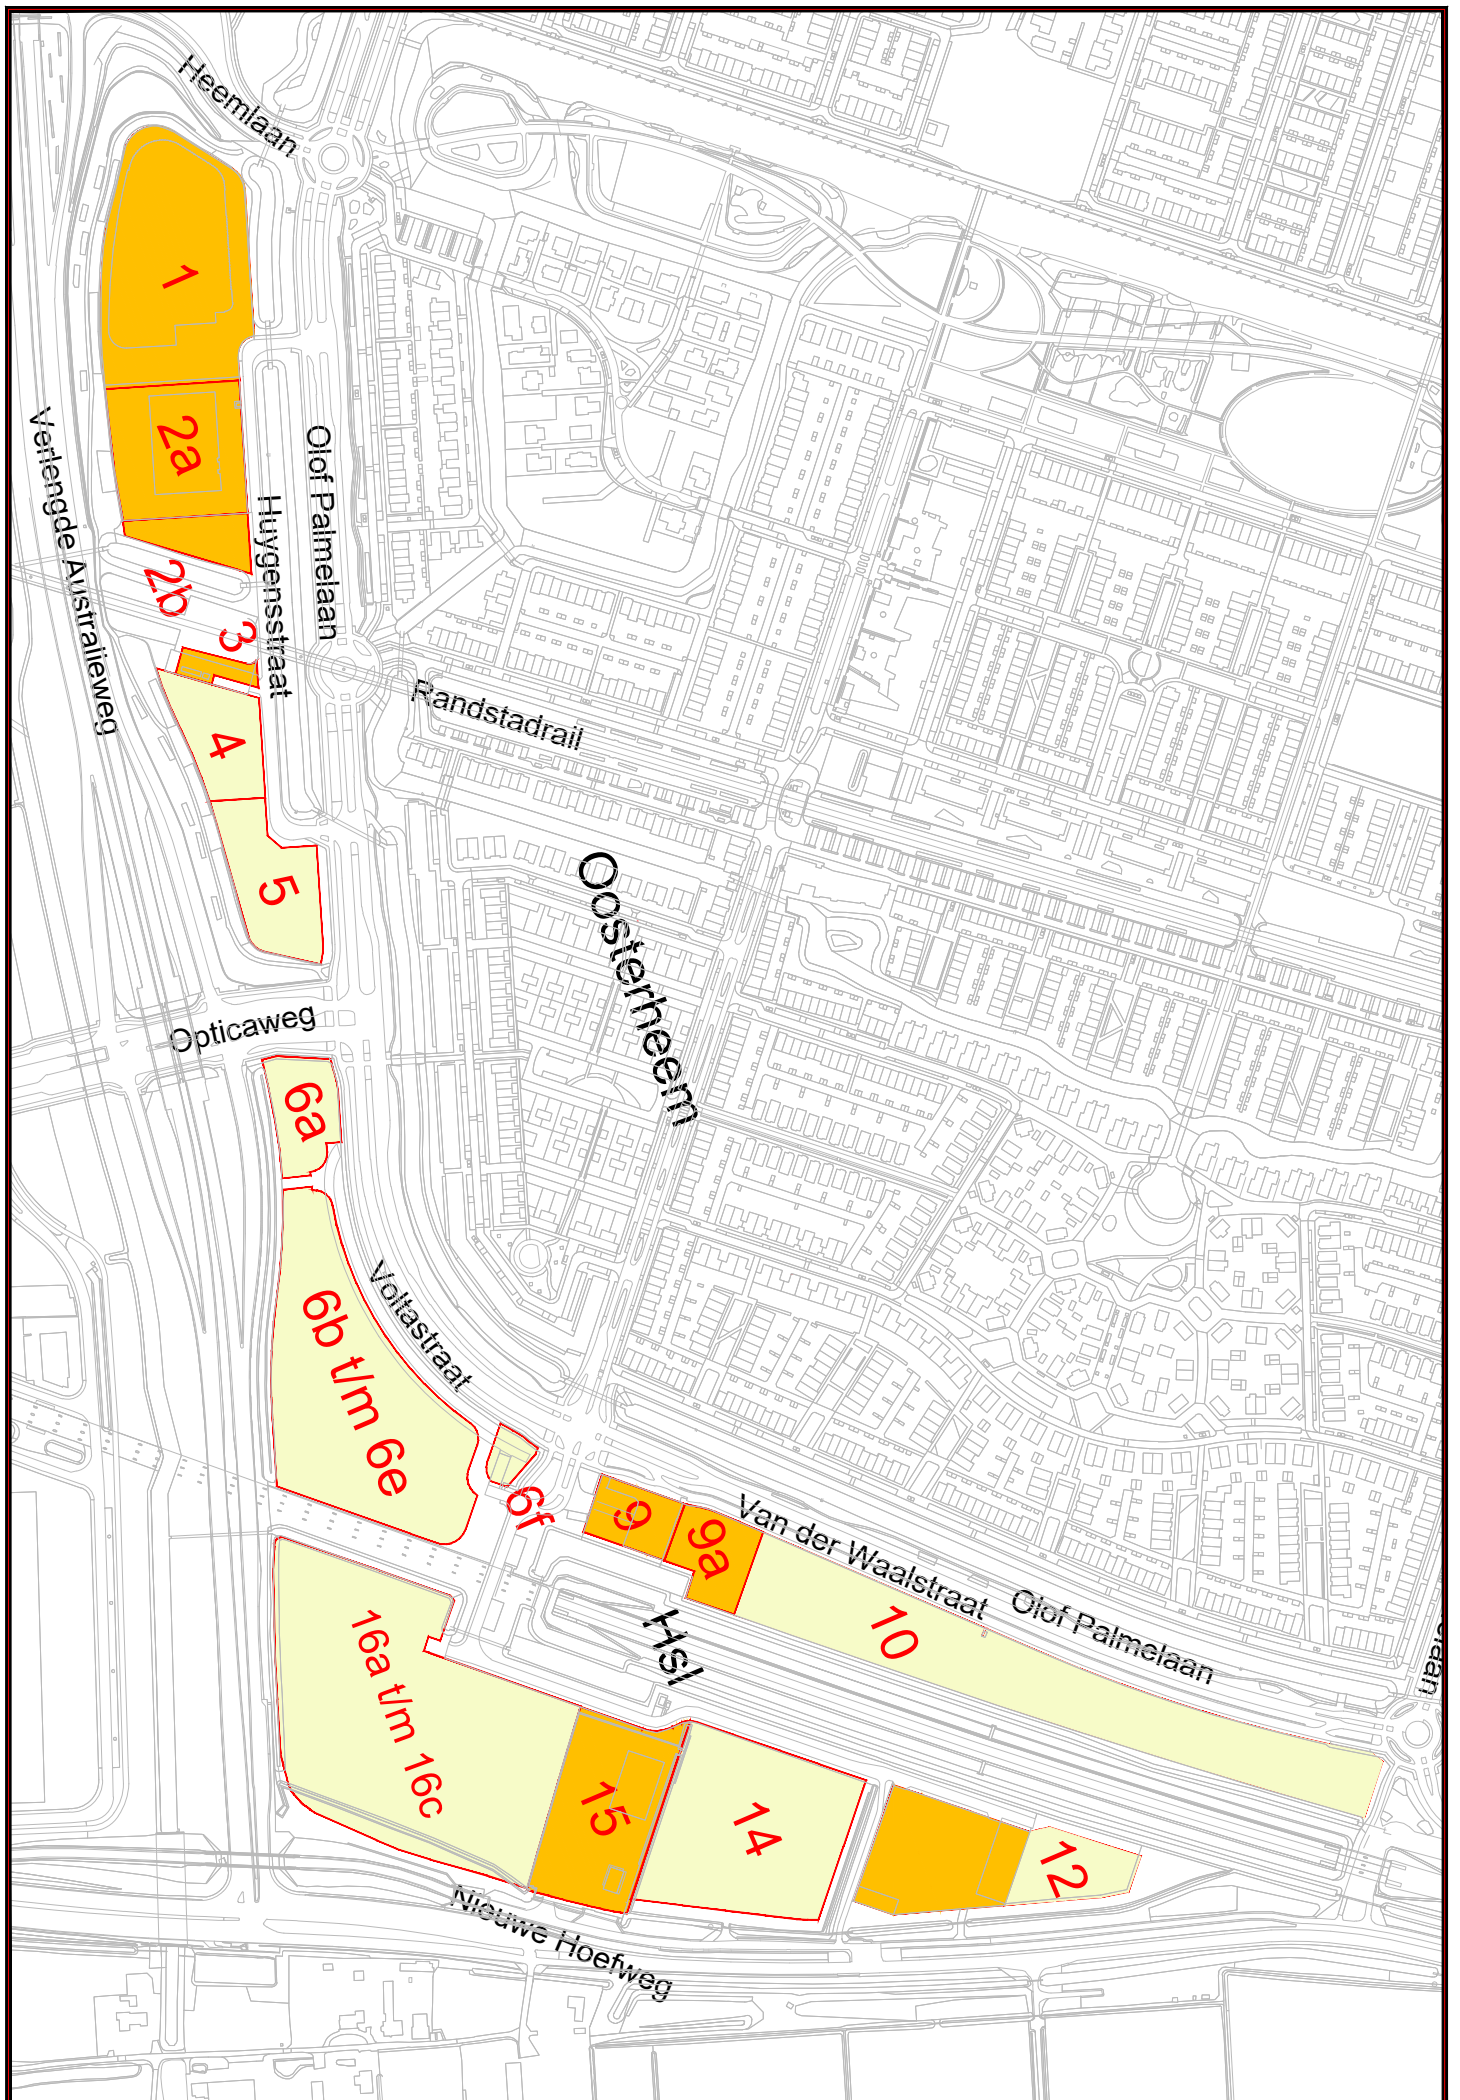 Heemlaan
1
2a
Olof Palmelaan
Verlengde Australieweg
Huygensstraat
2b
3
Randstadrail
4
5
Oosterheem
Opticaweg
6a
Voltastraat
6b t/m 6e
6f
9
9a
Van der Waalstraat
Olof Palmelaan
10
Hsl
16a t/m 16c
15
14
12
Nieuwe Hoefweg